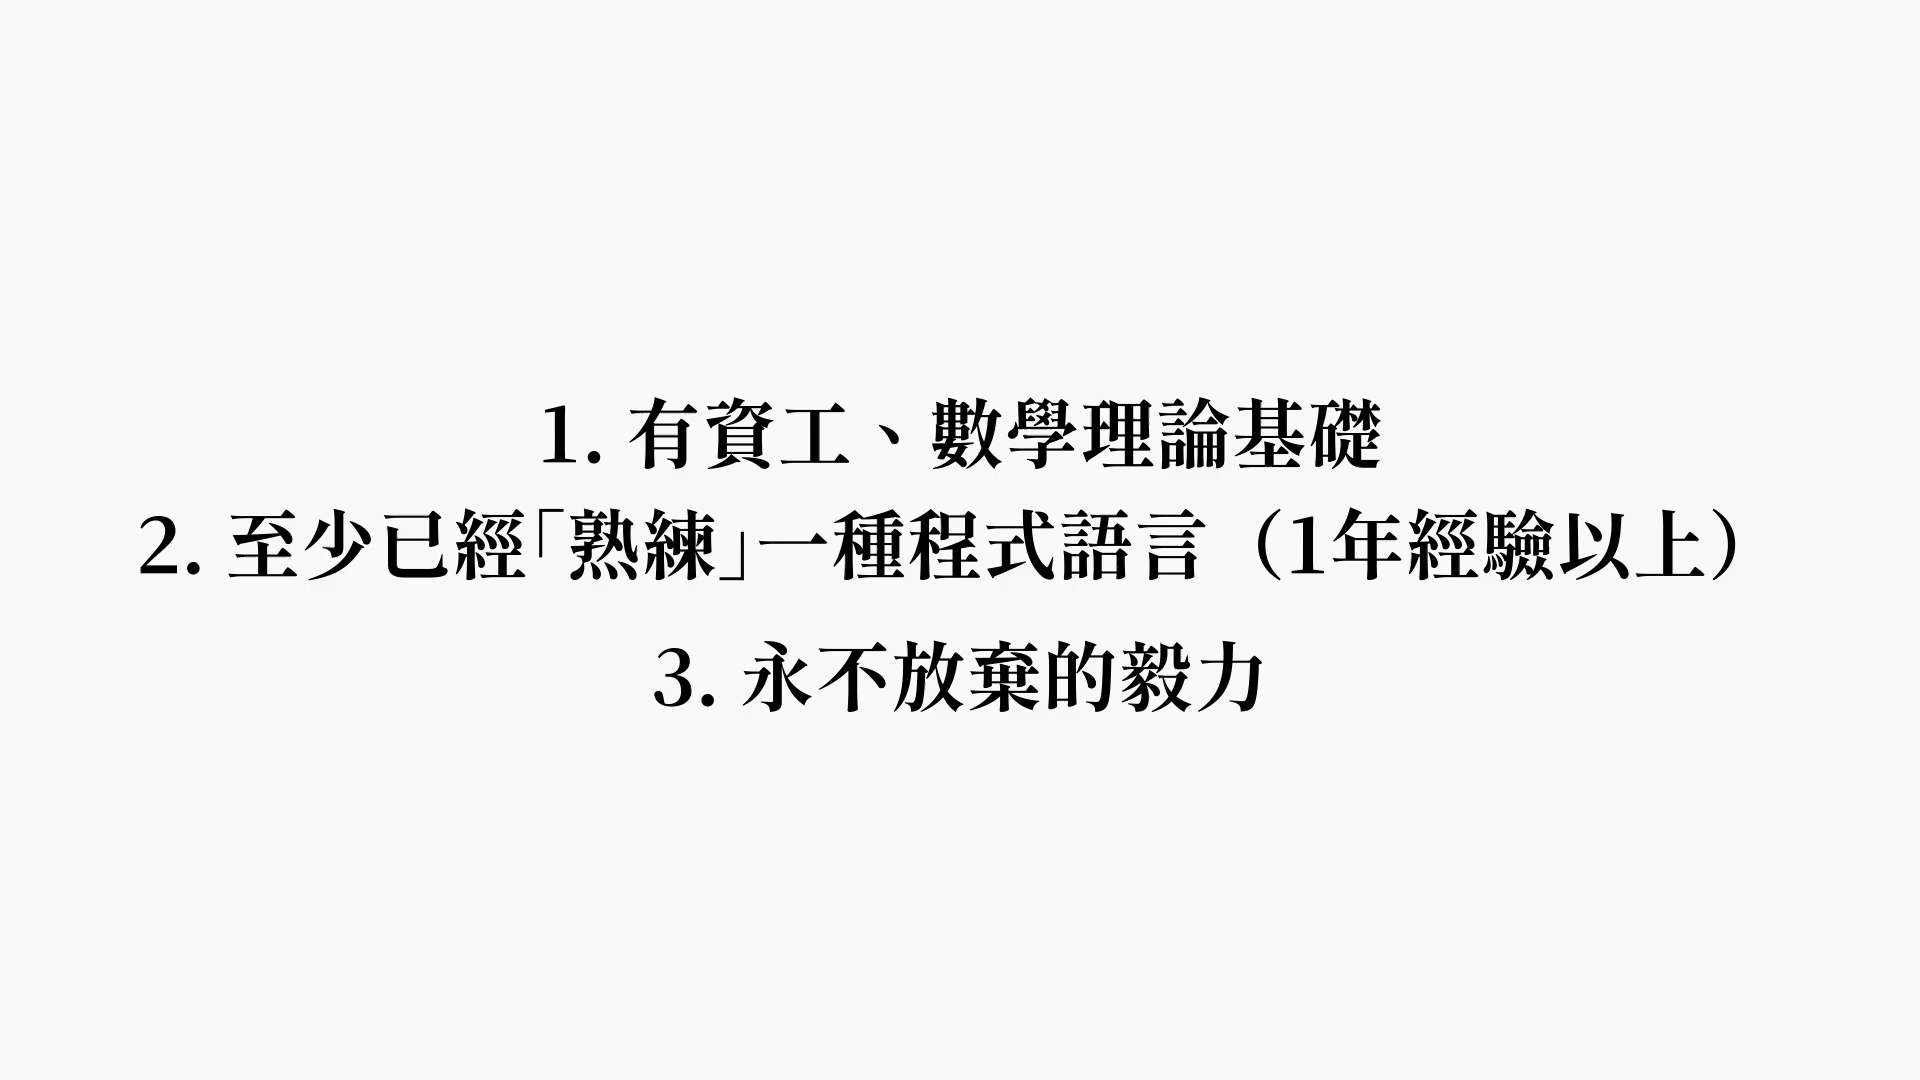 1. 有資工、數學理論基礎
2. 至少已經「熟練」一種程式語言（1年經驗以上）
3. 永不放棄的毅力